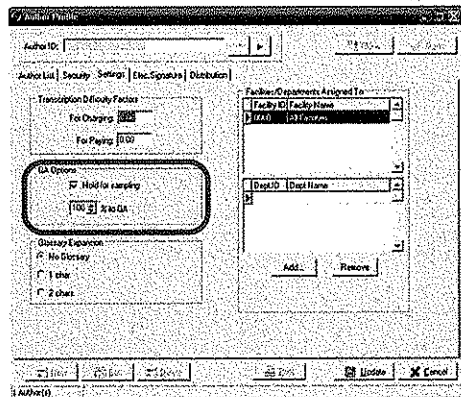 Author Profile
Author ID:
Author List Security Settings Elec.Signature Distribution
Transcription Difficulty Factors
For Charging:
For Paying: 0.00
QA Options
Hold for sampling
100 % to QA
Glossary Expansion
No Glossary
1 char
2 chars
Facilities/Departments Assigned To
Facility ID Facility Name
All Facilities
Dept ID Dept Name
Add... Remove
Update Cancel
Author(s)